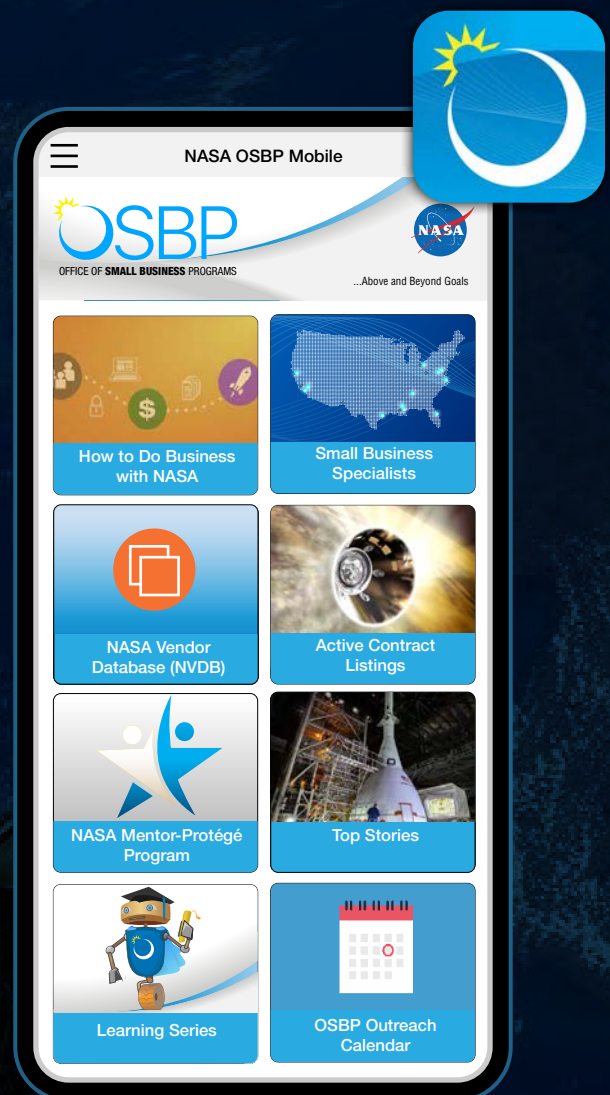 NASA OSBP Mobile
OSBP
OFFICE OF SMALL BUSINESS PROGRAMS
NASA
...Above and Beyond Goals
$
How to Do Business
with NASA
Small Business
Specialists
NASA Vendor
Database (NVDB)
Active Contract
Listings
NASA Mentor-Protégé
Program
Top Stories
Learning Series
OSBP Outreach
Calendar